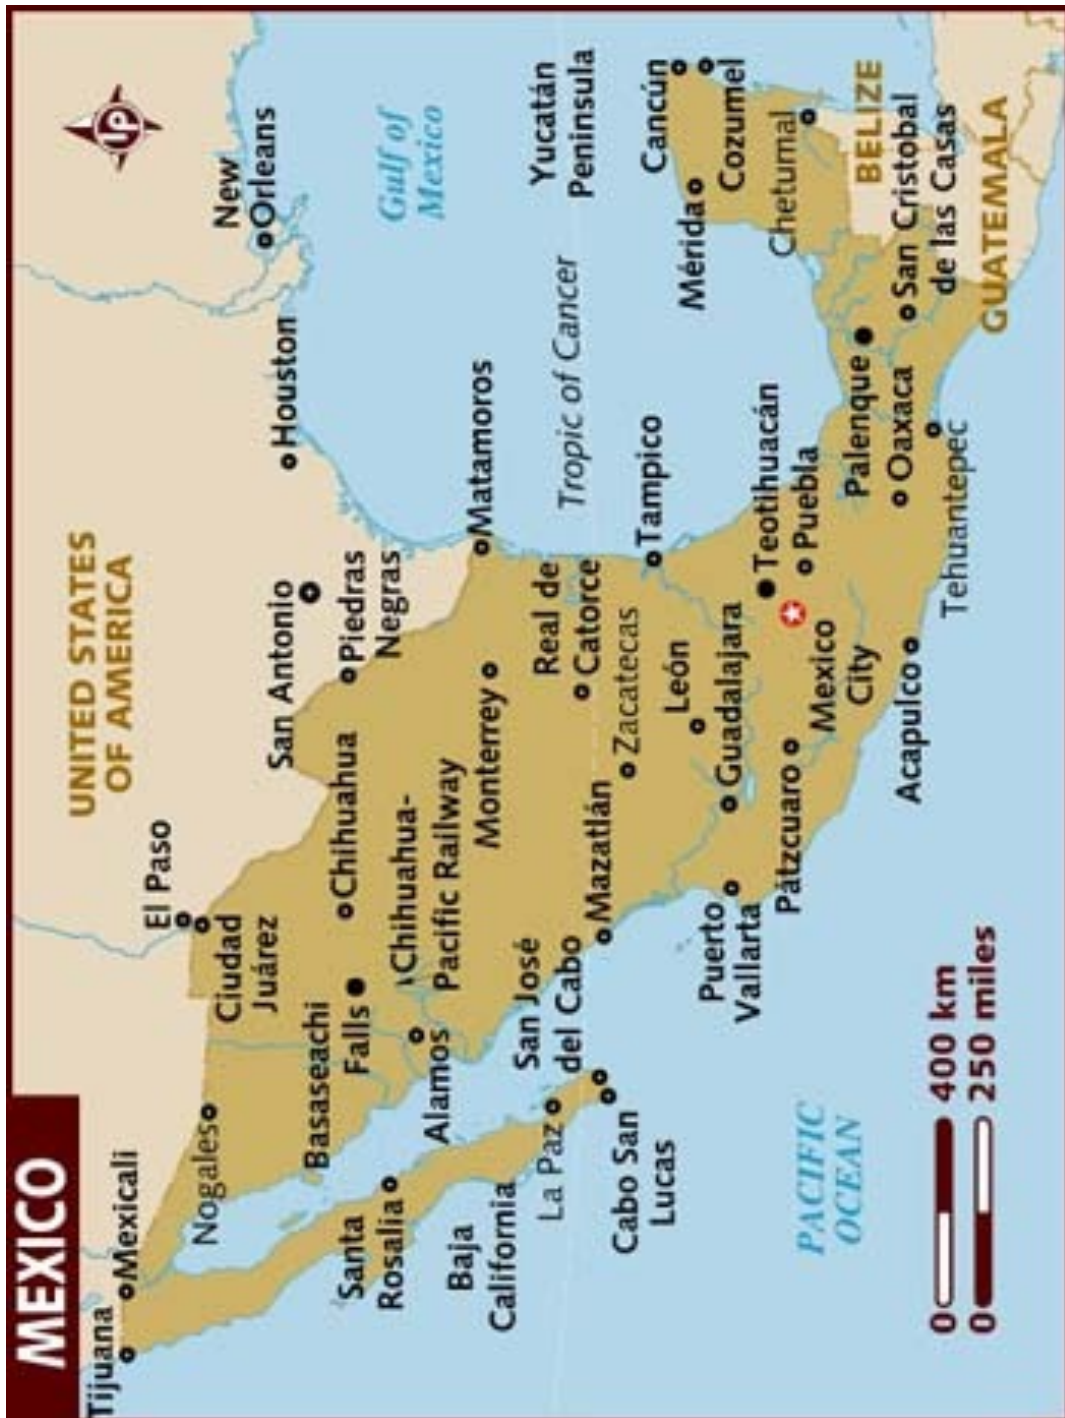 MEXICO
UNITED STATES
OF AMERICA
LP
Tijuana
Mexicali
El Paso
Ciudad
Juárez
Nogales
San Antonio
Houston
New
Orleans
Gulf of
Mexico
Piedras
Negras
Chihuahua
Basaseachi
Falls
Chihuahua-
Pacific Railway
Alamos
Santa
Rosalia
Baja
California
Monterrey
Matamoros
San José
del Cabo
La Paz
Cabo San
Lucas
Real de
Catorce
Tropic of Cancer
Yucatán
Peninsula
Mazatlán
Zacatecas
Tampico
León
Cancún
Cozumel
Mérida
Puerto
Vallarta
Guadalajara
Teotihuacán
Puebla
Chetumal
Pátzcuaro
Mexico
City
Palenque
BELIZE
Acapulco
Oaxaca
San Cristobal
de las Casas
Tehuantepec
GUATEMALA
PACIFIC
OCEAN
0 400 km
0 250 miles